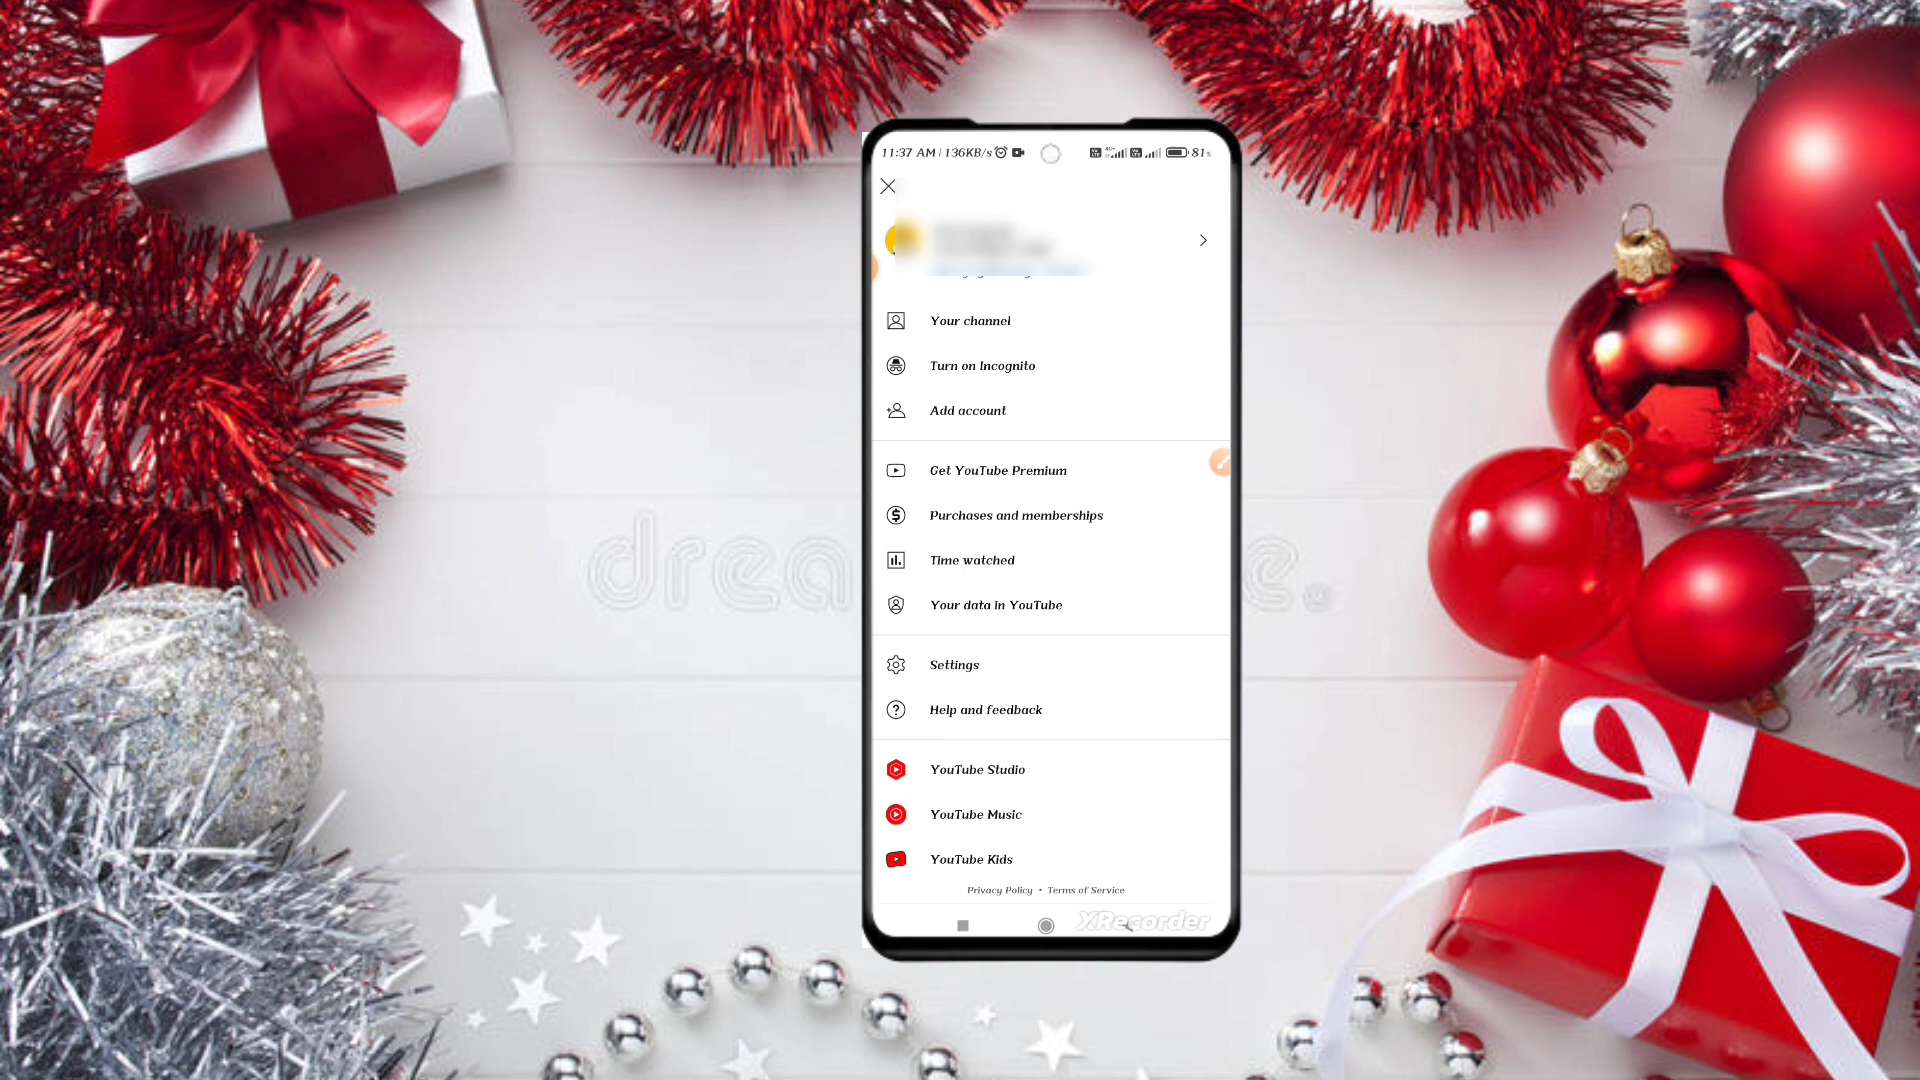 11:37 AM | 136KB/s 81%
Your channel
Turn on Incognito
Add account
Get YouTube Premium
Purchases and memberships
Time watched
Your data in YouTube
Settings
Help and feedback
YouTube Studio
YouTube Music
YouTube Kids
Privacy Policy • Terms of Service
XRecorder